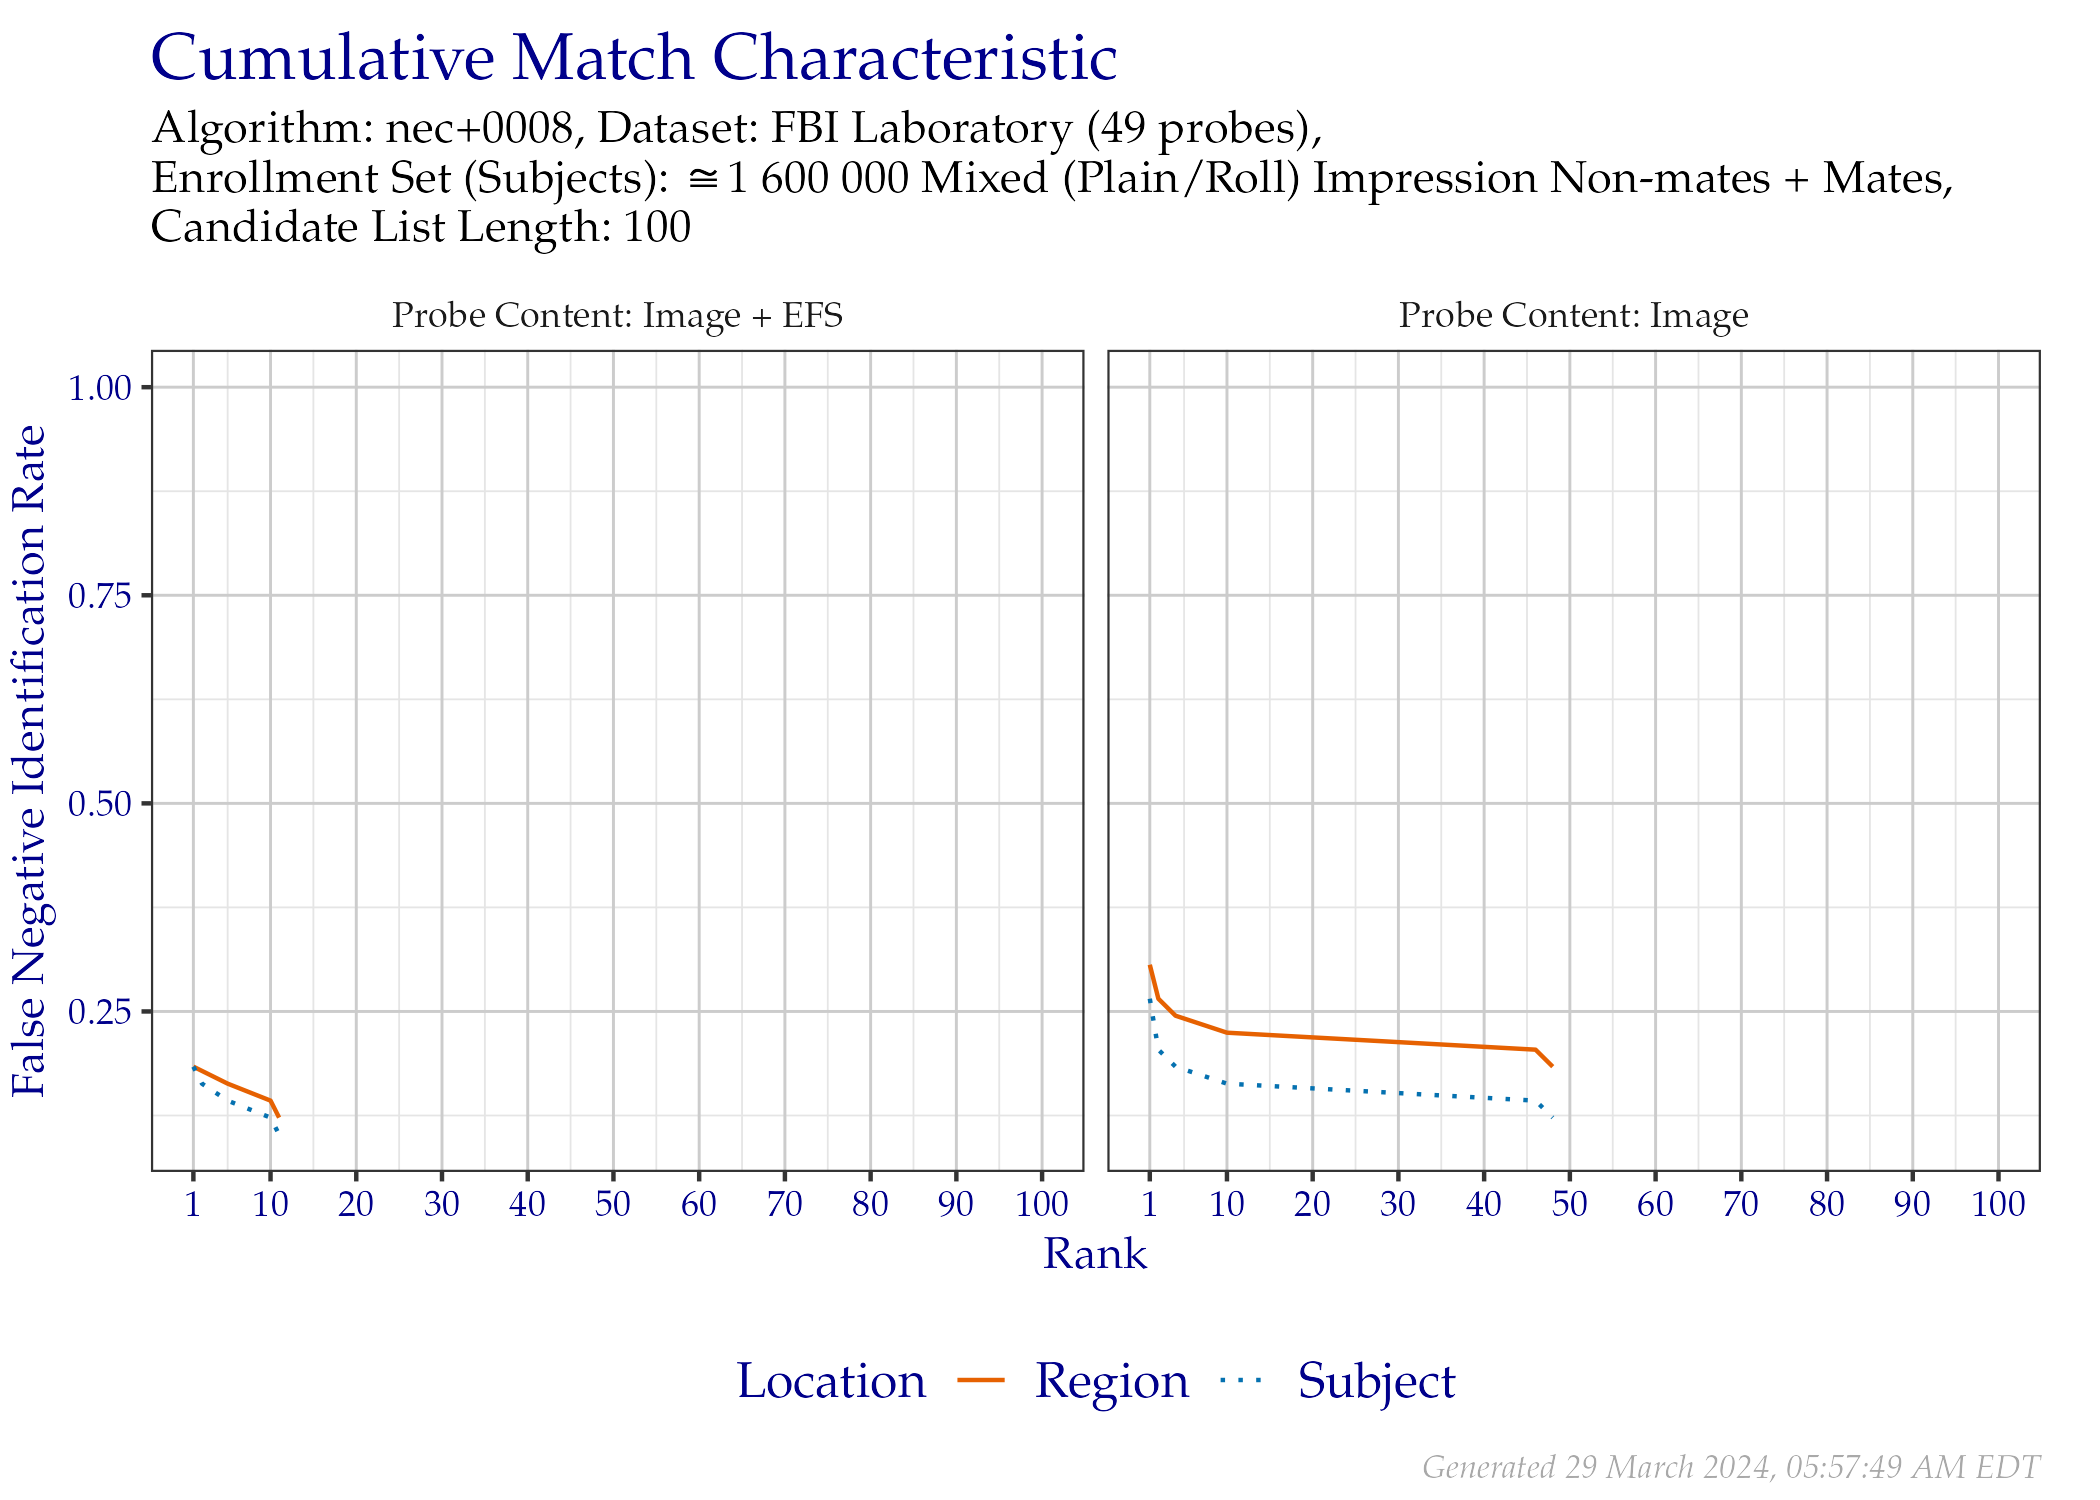 Cumulative Match Characteristic
Algorithm: nec+0008, Dataset: FBI Laboratory (49 probes),
Enrollment Set (Subjects): ≅1 600 000 Mixed (Plain/Roll) Impression Non-mates + Mates,
Candidate List Length: 100
Probe Content: Image + EFS
Probe Content: Image
False Negative Identification Rate
1.00
0.75
0.50
0.25
1 10 20 30 40 50 60 70 80 90 100
1 10 20 30 40 50 60 70 80 90 100
Rank
Location Region Subject
Generated 29 March 2024, 05:57:49 AM EDT